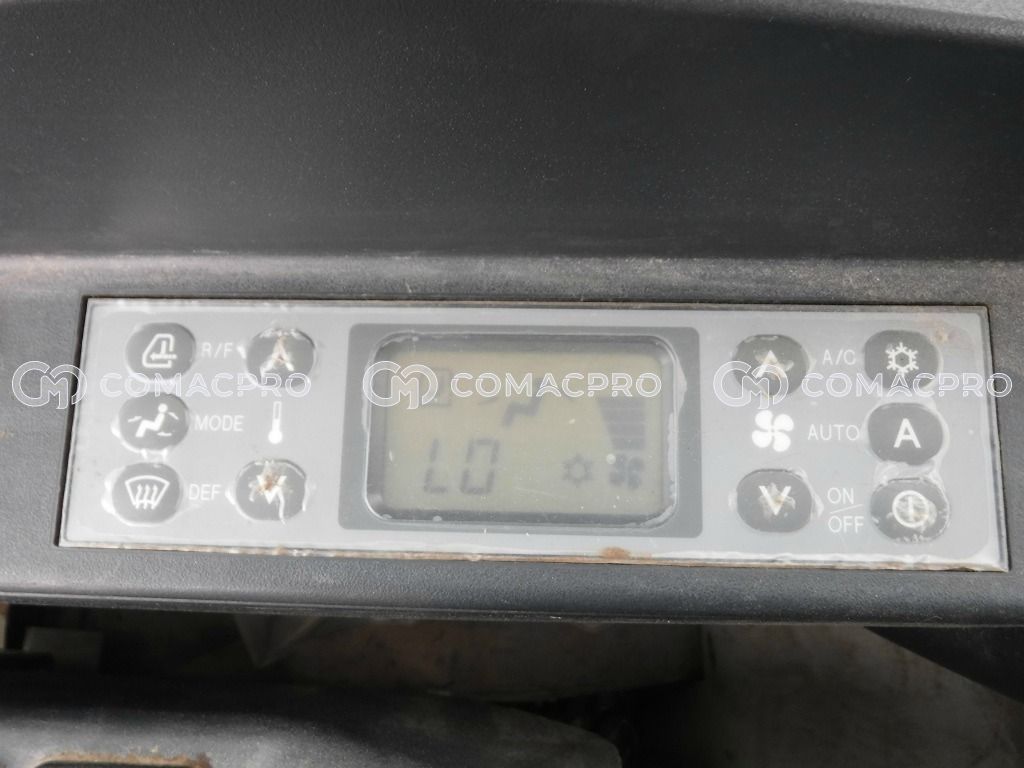 R/F
A/C
COMACPRO COMACPRO COMACPRO
MODE
AUTO
A
LO
DEF
ON
OFF